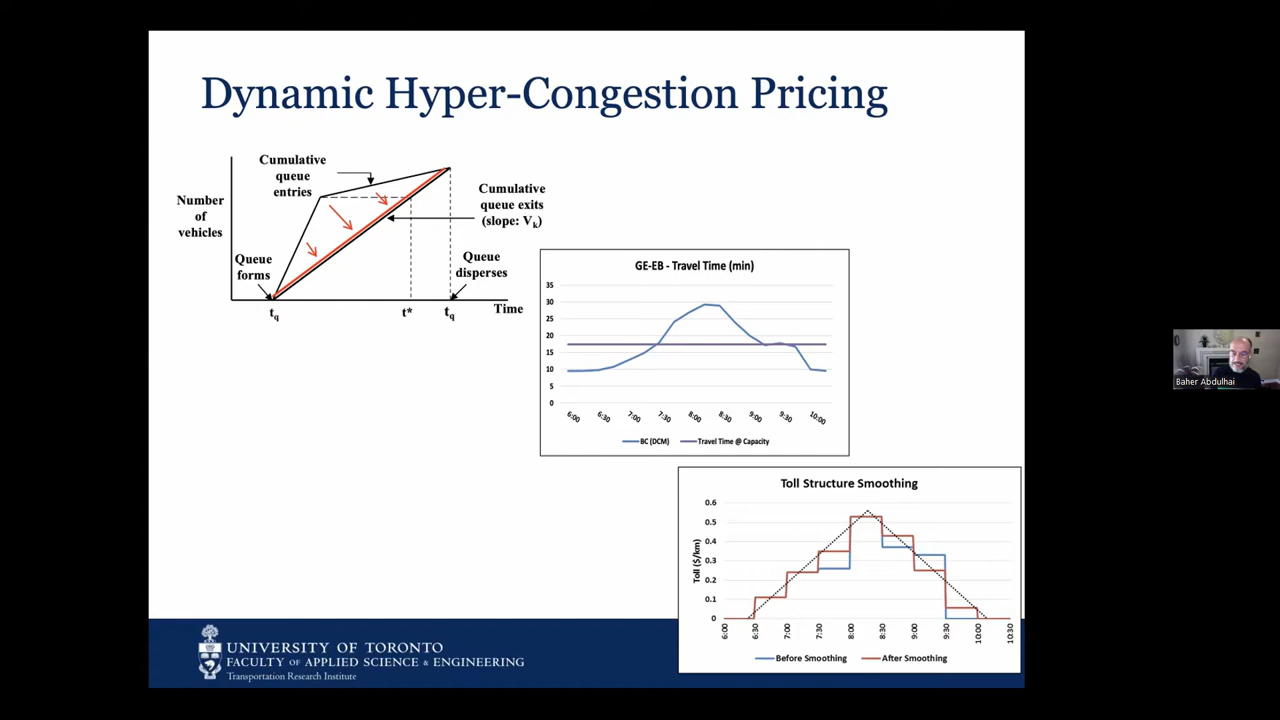 Dynamic Hyper-Congestion Pricing
Cumulative
queue
entries
Number
of
vehicles
Cumulative
queue exits
(slope: Vk)
Queue
forms
Queue
disperses
tq
t*
tq
Time
GE-EB - Travel Time (min)
35
30
25
20
15
10
5
0
6:00
6:30
7:00
7:30
8:00
8:30
9:00
9:30
10:00
BC (DCM)
Travel Time @ Capacity
Baher Abdulhai
Toll Structure Smoothing
Toll ($/km)
0.6
0.5
0.4
0.3
0.2
0.1
0
6:00
6:30
7:00
7:30
8:00
8:30
9:00
9:30
10:00
10:30
Before Smoothing
After Smoothing
UNIVERSITY OF TORONTO
FACULTY OF APPLIED SCIENCE & ENGINEERING
Transportation Research Institute